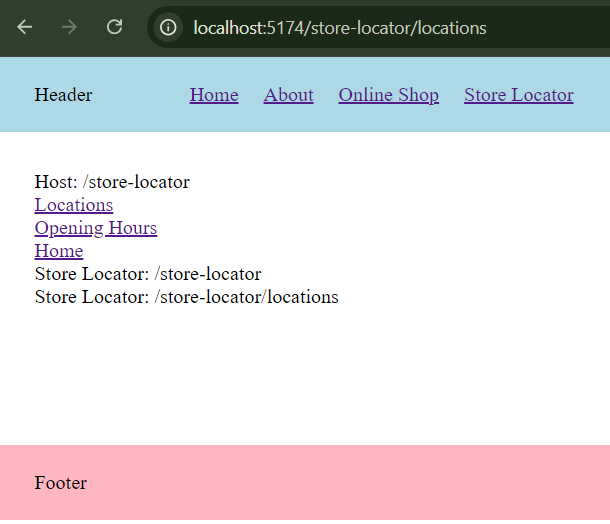 localhost:5174/store-locator/locations
Header Home About Online Shop Store Locator
Host: /store-locator
Locations
Opening Hours
Home
Store Locator: /store-locator
Store Locator: /store-locator/locations
Footer